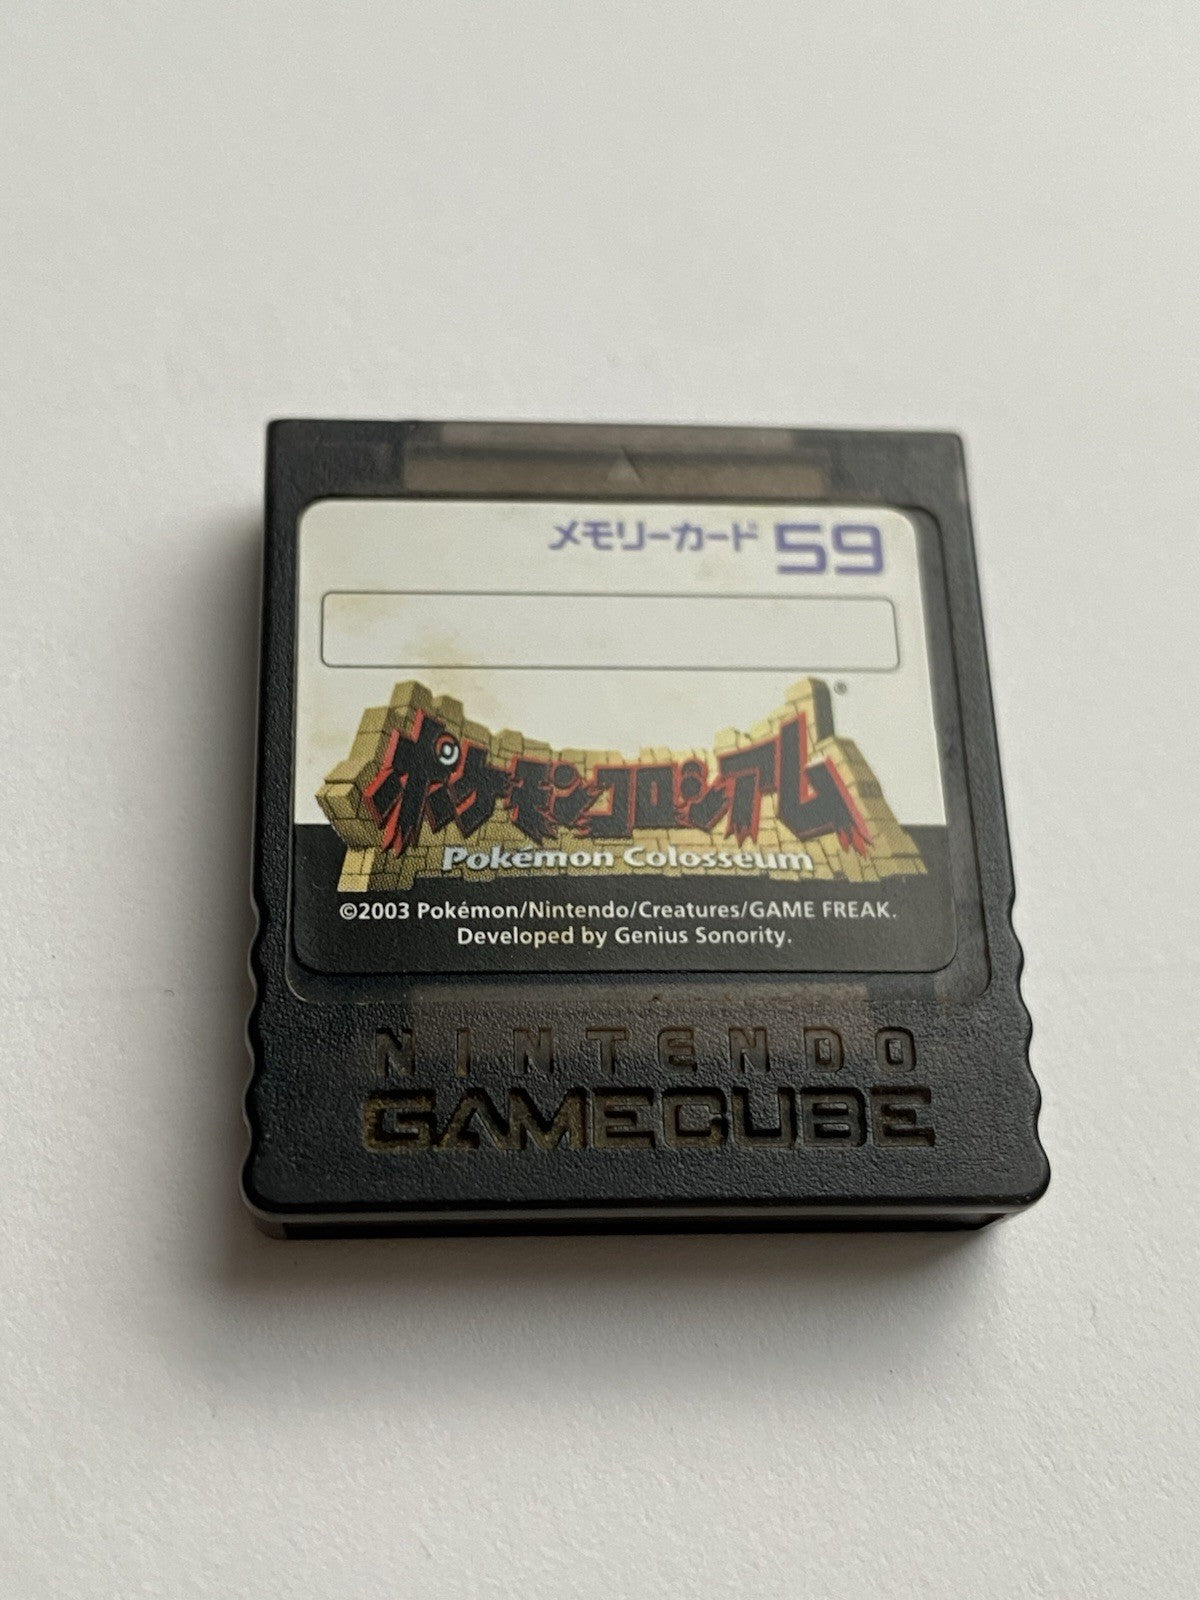 メモリーカード 59
ポケモンコロシアム
®
Pokémon Colosseum
©2003 Pokémon/Nintendo/Creatures/GAME FREAK.
Developed by Genius Sonority.
NINTENDO
GAMECUBE